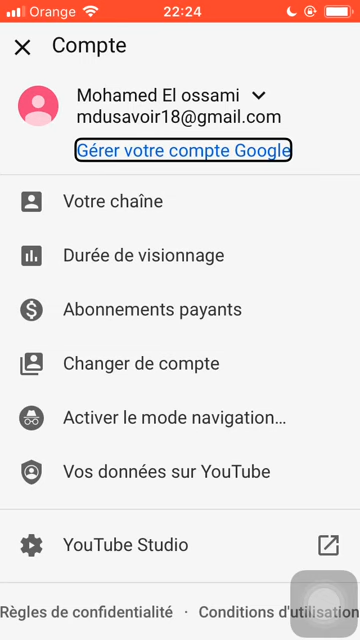 Orange 22:24
Compte
Mohamed El ossami
mdusavoir18@gmail.com
Gérer votre compte Google
Votre chaîne
Durée de visionnage
Abonnements payants
Changer de compte
Activer le mode navigation...
Vos données sur YouTube
YouTube Studio
Règles de confidentialité · Conditions d'utilisation